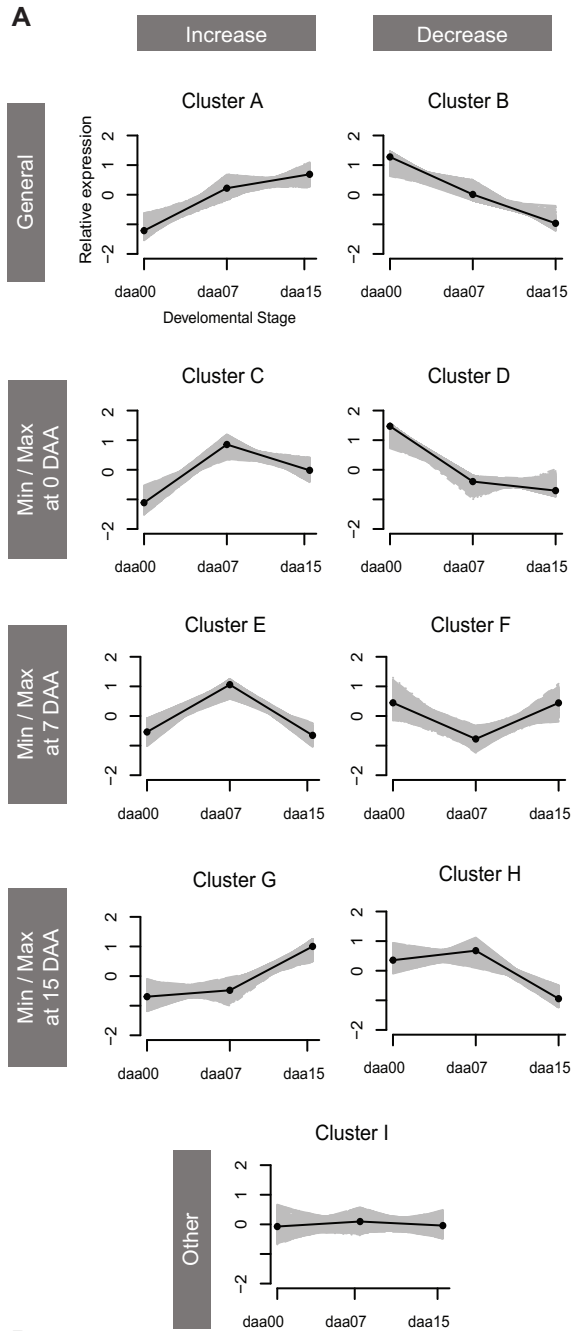 A
Increase
Decrease
General
Cluster A
Relative expression
2
1
0
−2
daa00
daa07
daa15
Develomental Stage
Cluster B
2
1
0
−2
daa00
daa07
daa15
Min / Max
at 0 DAA
Cluster C
2
1
0
−2
daa00
daa07
daa15
Cluster D
2
1
0
−2
daa00
daa07
daa15
Min / Max
at 7 DAA
Cluster E
2
1
0
−2
daa00
daa07
daa15
Cluster F
2
1
0
−2
daa00
daa07
daa15
Min / Max
at 15 DAA
Cluster G
2
1
0
−2
daa00
daa07
daa15
Cluster H
2
1
0
−2
daa00
daa07
daa15
Other
Cluster I
2
1
0
−2
daa00
daa07
daa15